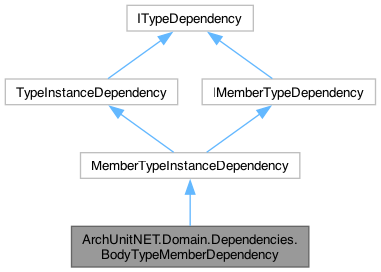 ITypeDependency
TypeInstanceDependency
IMemberTypeDependency
MemberTypeInstanceDependency
ArchUnitNET.Domain.Dependencies.
BodyTypeMemberDependency